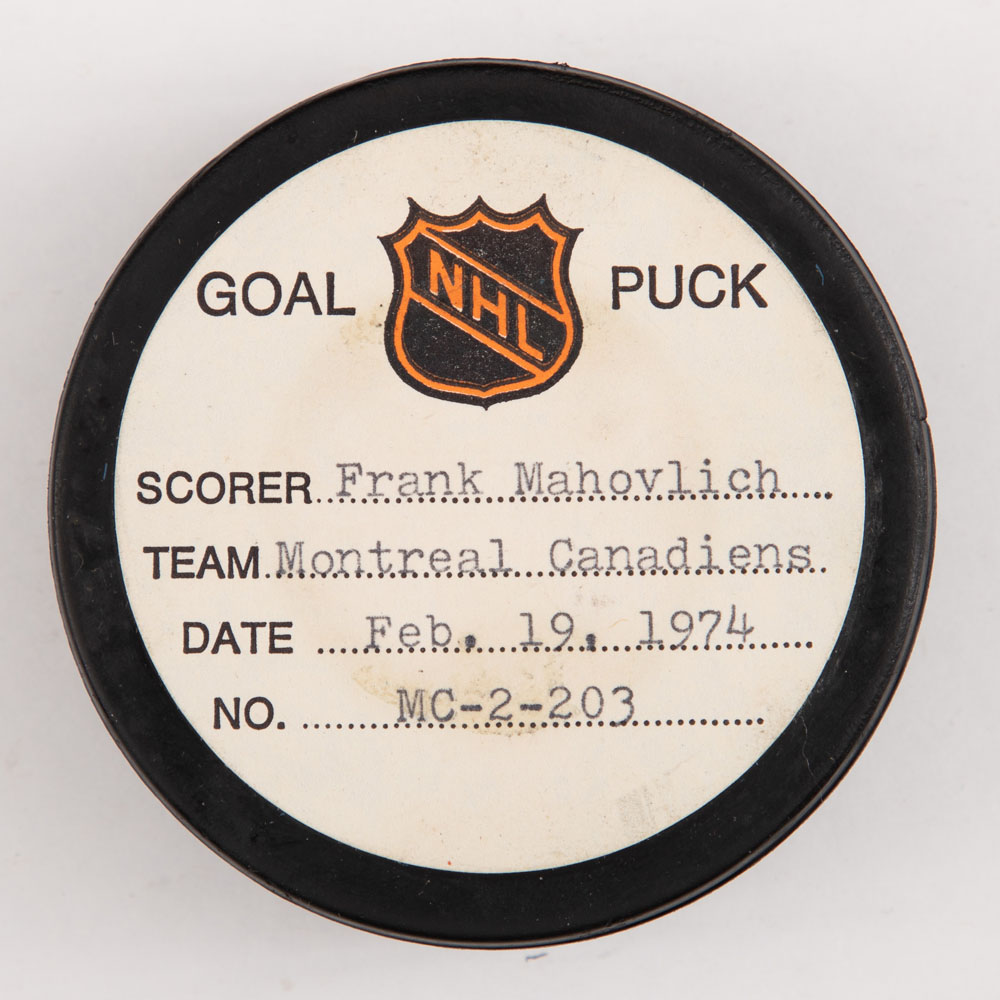 GOAL NHL PUCK
SCORER Frank Mahovlich
TEAM Montreal Canadiens
DATE Feb. 19, 1974
NO. MC-2-203